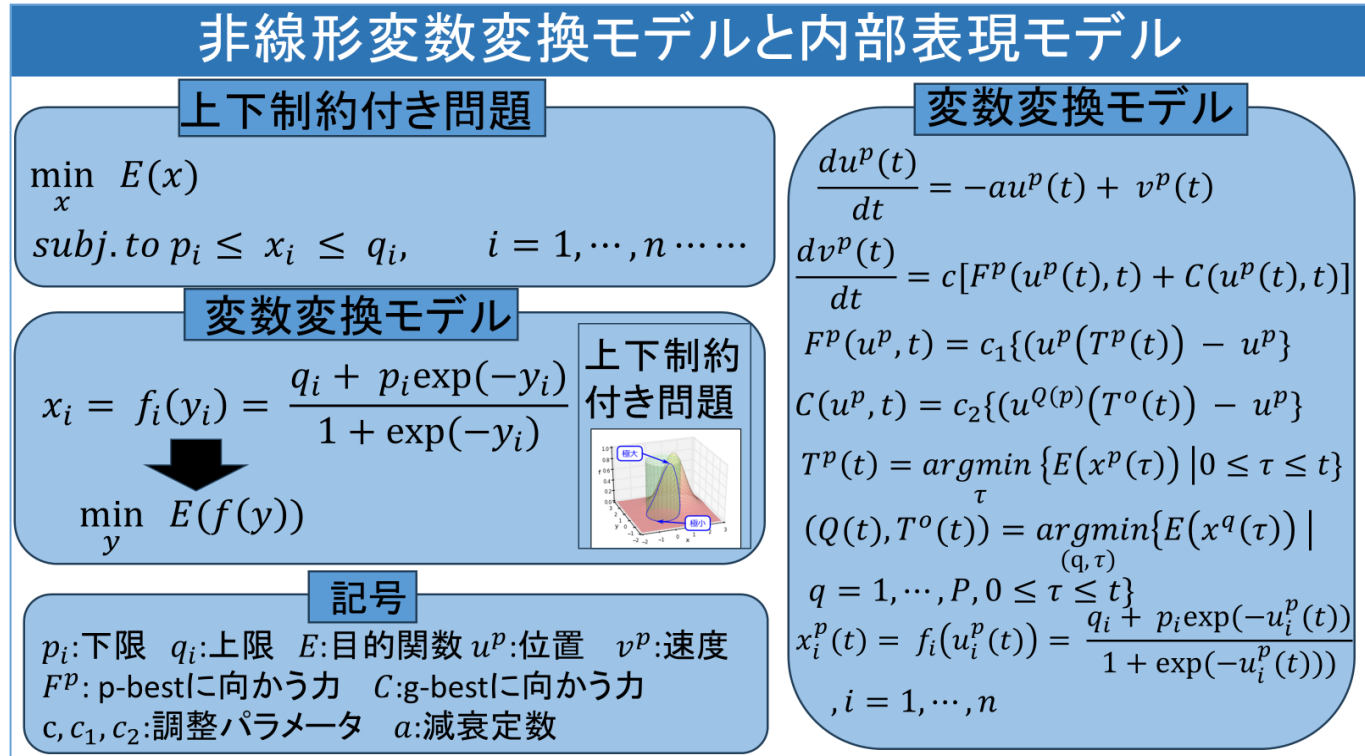 非線形変数変換モデルと内部表現モデル
上下制約付き問題
min E(x)
x
subj.to p_i ≤ x_i ≤ q_i, i = 1,⋯,n ⋯⋯
変数変換モデル
x_i = f_i(y_i) = \frac{q_i + p_i exp(−y_i)}{1 + exp(−y_i)}
min E(f(y))
y
上下制約
付き問題
極大
極小
記号
p_i:下限 q_i:上限 E:目的関数 u^p:位置 v^p:速度
F^p: p-bestに向かう力 C:g-bestに向かう力
c, c_1, c_2:調整パラメータ a:減衰定数
変数変換モデル
\frac{du^p(t)}{dt} = −au^p(t) + v^p(t)
\frac{dv^p(t)}{dt} = c[F^p(u^p(t),t) + C(u^p(t),t)]
F^p(u^p,t) = c_1{(u^p(T^p(t)) − u^p}
C(u^p,t) = c_2{(u^{Q(p)}(T^o(t)) − u^p}
T^p(t) = argmin {E(x^p(τ)) |0 ≤ τ ≤ t}
τ
(Q(t),T^o(t)) = argmin{E(x^q(τ)) |
(q,τ)
q = 1,⋯,P, 0 ≤ τ ≤ t}
x_i^p(t) = f_i(u_i^p(t)) = \frac{q_i + p_i exp(−u_i^p(t))}{1 + exp(−u_i^p(t)))}
, i = 1,⋯,n